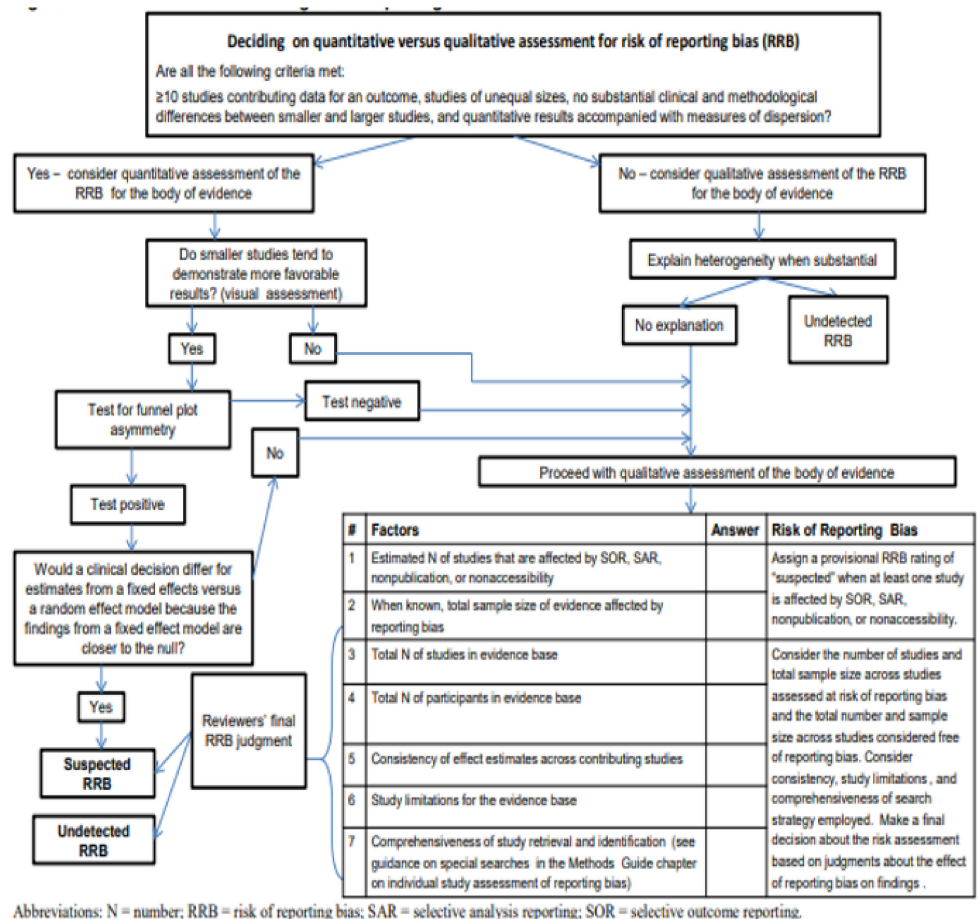 Deciding on quantitative versus qualitative assessment for risk of reporting bias (RRB)
Are all the following criteria met:
≥10 studies contributing data for an outcome, studies of unequal sizes, no substantial clinical and methodological
differences between smaller and larger studies, and quantitative results accompanied with measures of dispersion?
Yes – consider quantitative assessment of the
RRB for the body of evidence
No – consider qualitative assessment of the RRB
for the body of evidence
Do smaller studies tend to
demonstrate more favorable
results? (visual assessment)
Explain heterogeneity when substantial
No explanation
Undetected
RRB
Yes
No
Test for funnel plot
asymmetry
Test negative
No
Proceed with qualitative assessment of the body of evidence
Test positive
Would a clinical decision differ for
estimates from a fixed effects versus
a random effect model because the
findings from a fixed effect model are
closer to the null?
Yes
Suspected
RRB
Undetected
RRB
Reviewers' final
RRB judgment
# Factors Answer Risk of Reporting Bias
1 Estimated N of studies that are affected by SOR, SAR,
nonpublication, or nonaccessibility
2 When known, total sample size of evidence affected by
reporting bias
Assign a provisional RRB rating of
"suspected" when at least one study
is affected by SOR, SAR,
nonpublication, or nonaccessibility.
3 Total N of studies in evidence base
4 Total N of participants in evidence base
5 Consistency of effect estimates across contributing studies
6 Study limitations for the evidence base
7 Comprehensiveness of study retrieval and identification (see
guidance on special searches in the Methods Guide chapter
on individual study assessment of reporting bias)
Consider the number of studies and
total sample size across studies
assessed at risk of reporting bias
and the total number and sample
size across studies considered free
of reporting bias. Consider
consistency, study limitations , and
comprehensiveness of search
strategy employed. Make a final
decision about the risk assessment
based on judgments about the effect
of reporting bias on findings .
Abbreviations: N = number; RRB = risk of reporting bias; SAR = selective analysis reporting; SOR = selective outcome reporting.